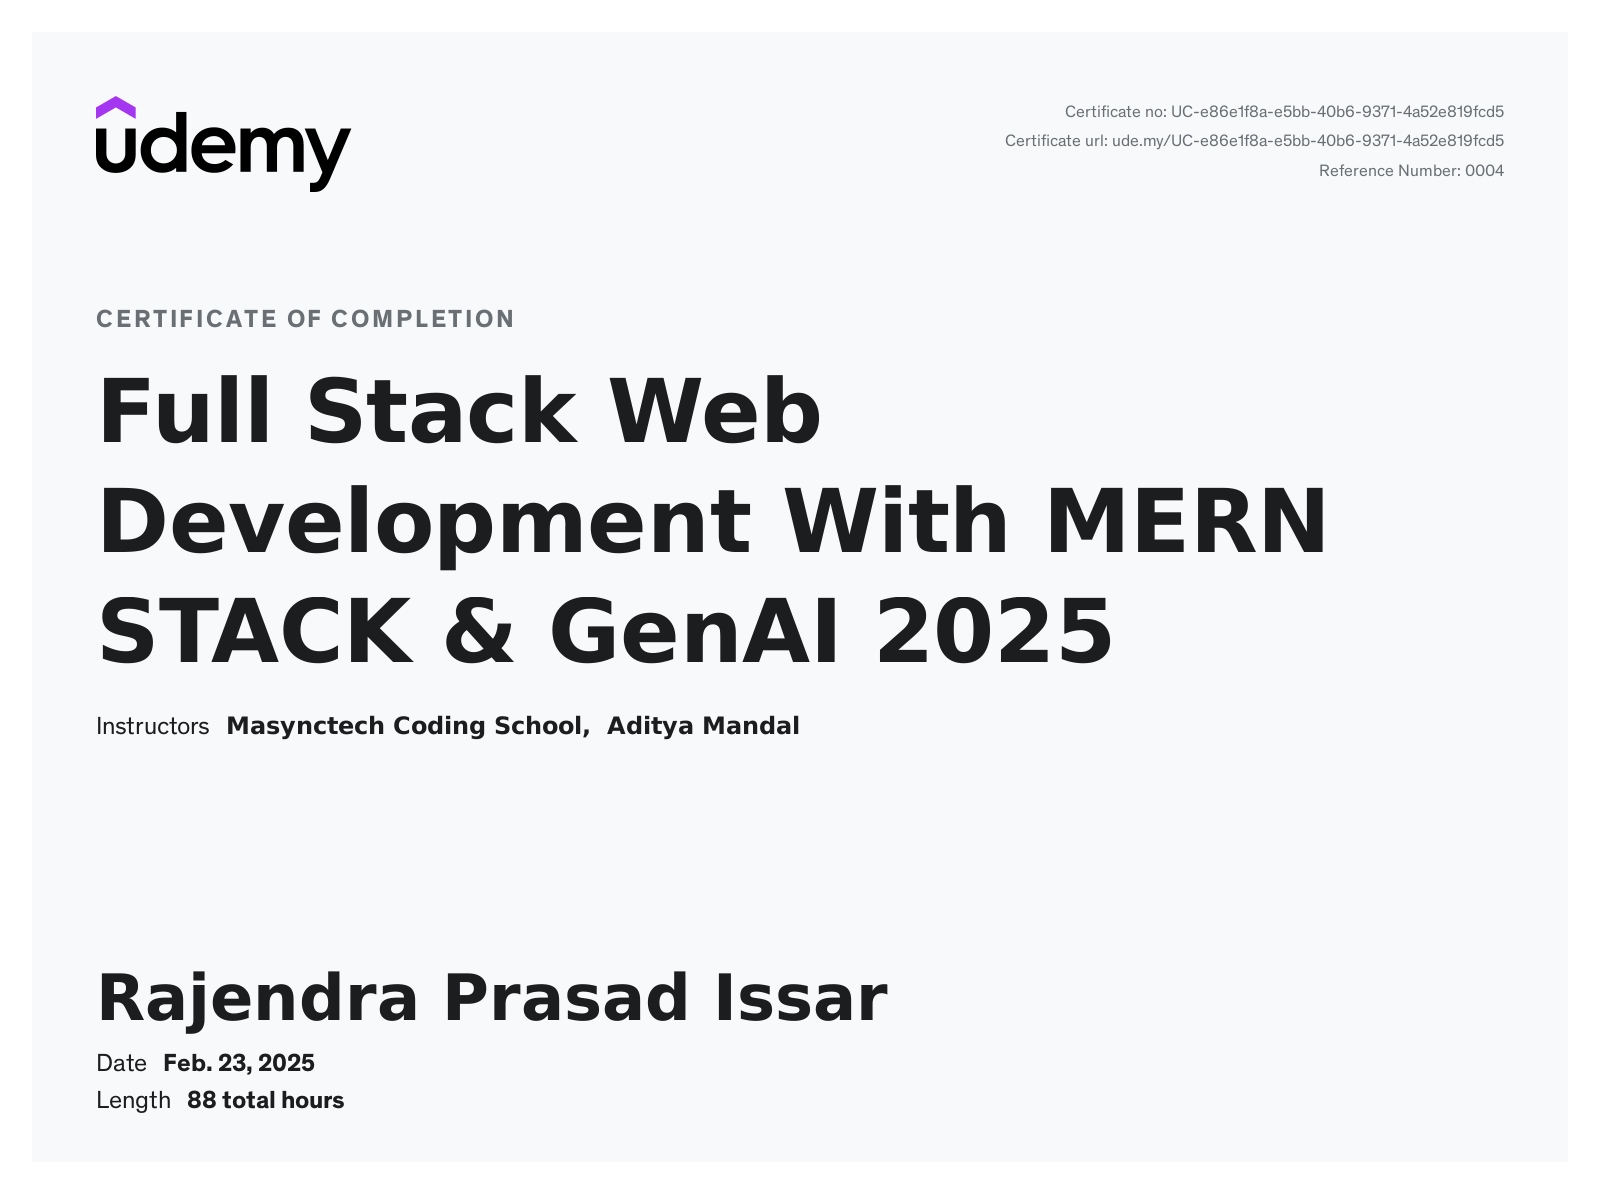 udemy
Certificate no: UC-e86e1f8a-e5bb-40b6-9371-4a52e819fcd5
Certificate url: ude.my/UC-e86e1f8a-e5bb-40b6-9371-4a52e819fcd5
Reference Number: 0004
CERTIFICATE OF COMPLETION
Full Stack Web
Development With MERN
STACK & GenAI 2025
Instructors Masynctech Coding School, Aditya Mandal
Rajendra Prasad Issar
Date Feb. 23, 2025
Length 88 total hours